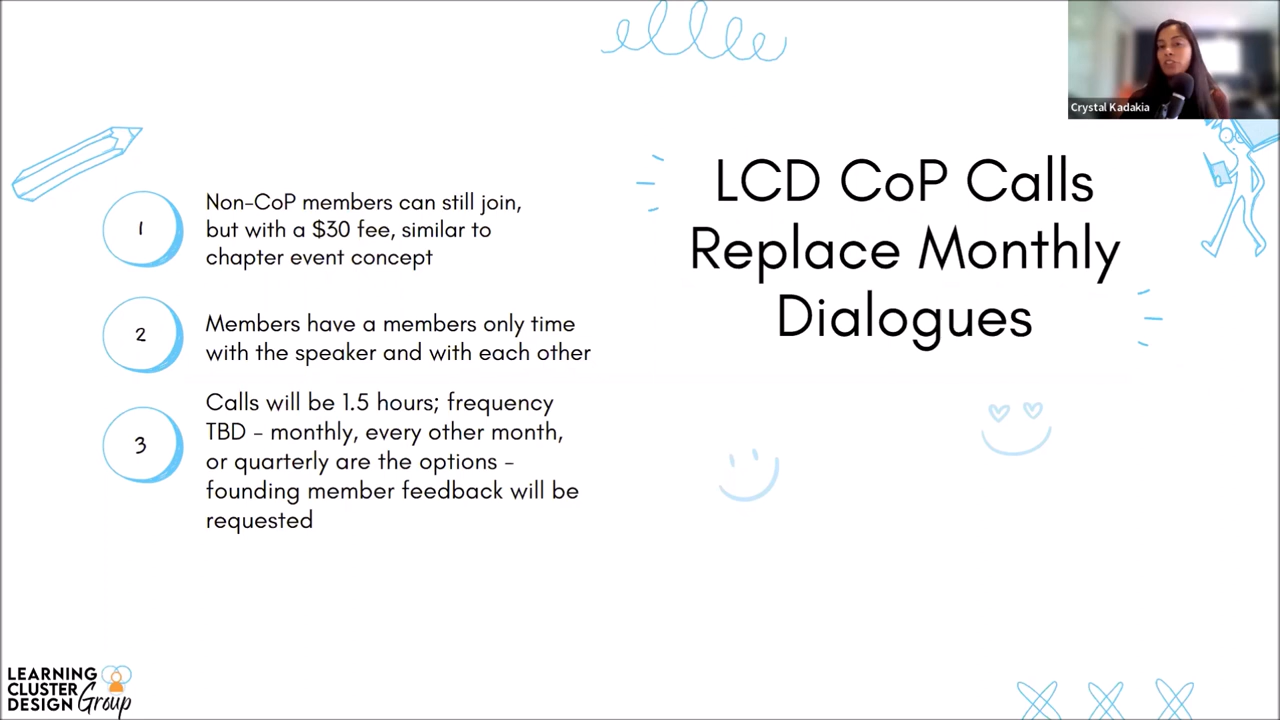 Crystal Kadakia
LCD CoP Calls
Replace Monthly
Dialogues
1
Non-CoP members can still join,
but with a $30 fee, similar to
chapter event concept
2
Members have a members only time
with the speaker and with each other
3
Calls will be 1.5 hours; frequency
TBD - monthly, every other month,
or quarterly are the options -
founding member feedback will be
requested
LEARNING
CLUSTER
DESIGN Group